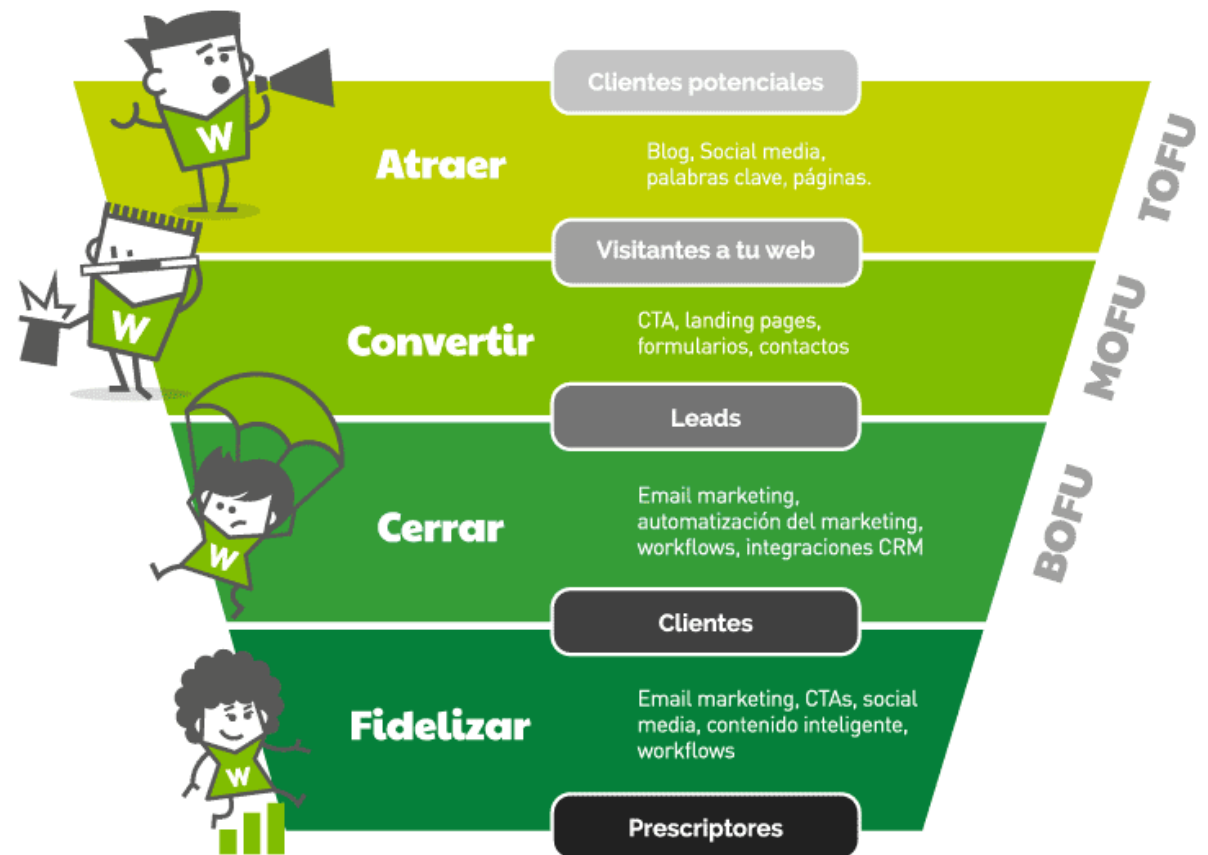 Clientes potenciales
W
Atraer
Blog, Social media,
palabras clave, páginas.
TOFU
Visitantes a tu web
W
Convertir
CTA, landing pages,
formularios, contactos
MOFU
Leads
W
Cerrar
Email marketing,
automatización del marketing,
workflows, integraciones CRM
BOFU
Clientes
W
Fidelizar
Email marketing, CTAs, social
media, contenido inteligente,
workflows
Prescriptores